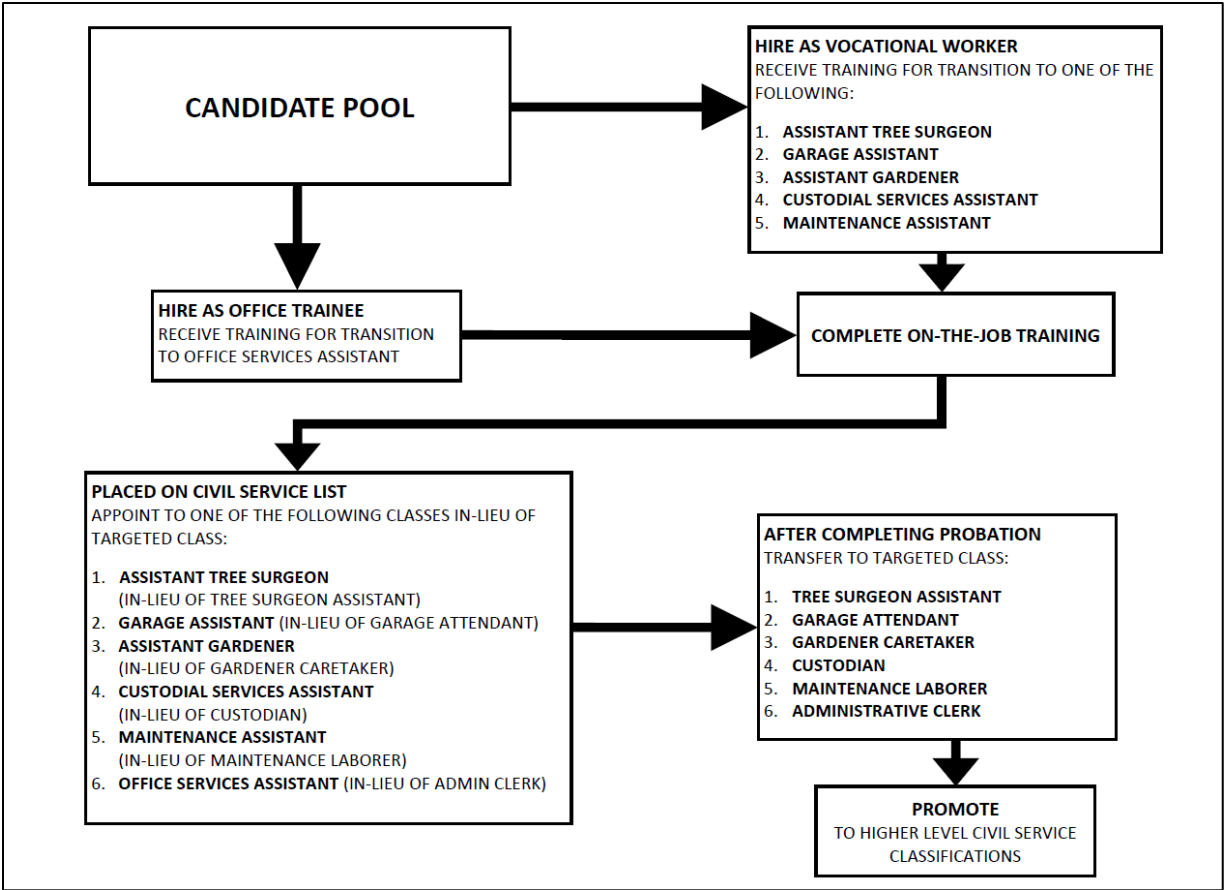 CANDIDATE POOL
HIRE AS VOCATIONAL WORKER
RECEIVE TRAINING FOR TRANSITION TO ONE OF THE
FOLLOWING:
1. ASSISTANT TREE SURGEON
2. GARAGE ASSISTANT
3. ASSISTANT GARDENER
4. CUSTODIAL SERVICES ASSISTANT
5. MAINTENANCE ASSISTANT
HIRE AS OFFICE TRAINEE
RECEIVE TRAINING FOR TRANSITION
TO OFFICE SERVICES ASSISTANT
COMPLETE ON-THE-JOB TRAINING
PLACED ON CIVIL SERVICE LIST
APPOINT TO ONE OF THE FOLLOWING CLASSES IN-LIEU OF
TARGETED CLASS:
1. ASSISTANT TREE SURGEON
(IN-LIEU OF TREE SURGEON ASSISTANT)
2. GARAGE ASSISTANT (IN-LIEU OF GARAGE ATTENDANT)
3. ASSISTANT GARDENER
(IN-LIEU OF GARDENER CARETAKER)
4. CUSTODIAL SERVICES ASSISTANT
(IN-LIEU OF CUSTODIAN)
5. MAINTENANCE ASSISTANT
(IN-LIEU OF MAINTENANCE LABORER)
6. OFFICE SERVICES ASSISTANT (IN-LIEU OF ADMIN CLERK)
AFTER COMPLETING PROBATION
TRANSFER TO TARGETED CLASS:
1. TREE SURGEON ASSISTANT
2. GARAGE ATTENDANT
3. GARDENER CARETAKER
4. CUSTODIAN
5. MAINTENANCE LABORER
6. ADMINISTRATIVE CLERK
PROMOTE
TO HIGHER LEVEL CIVIL SERVICE
CLASSIFICATIONS